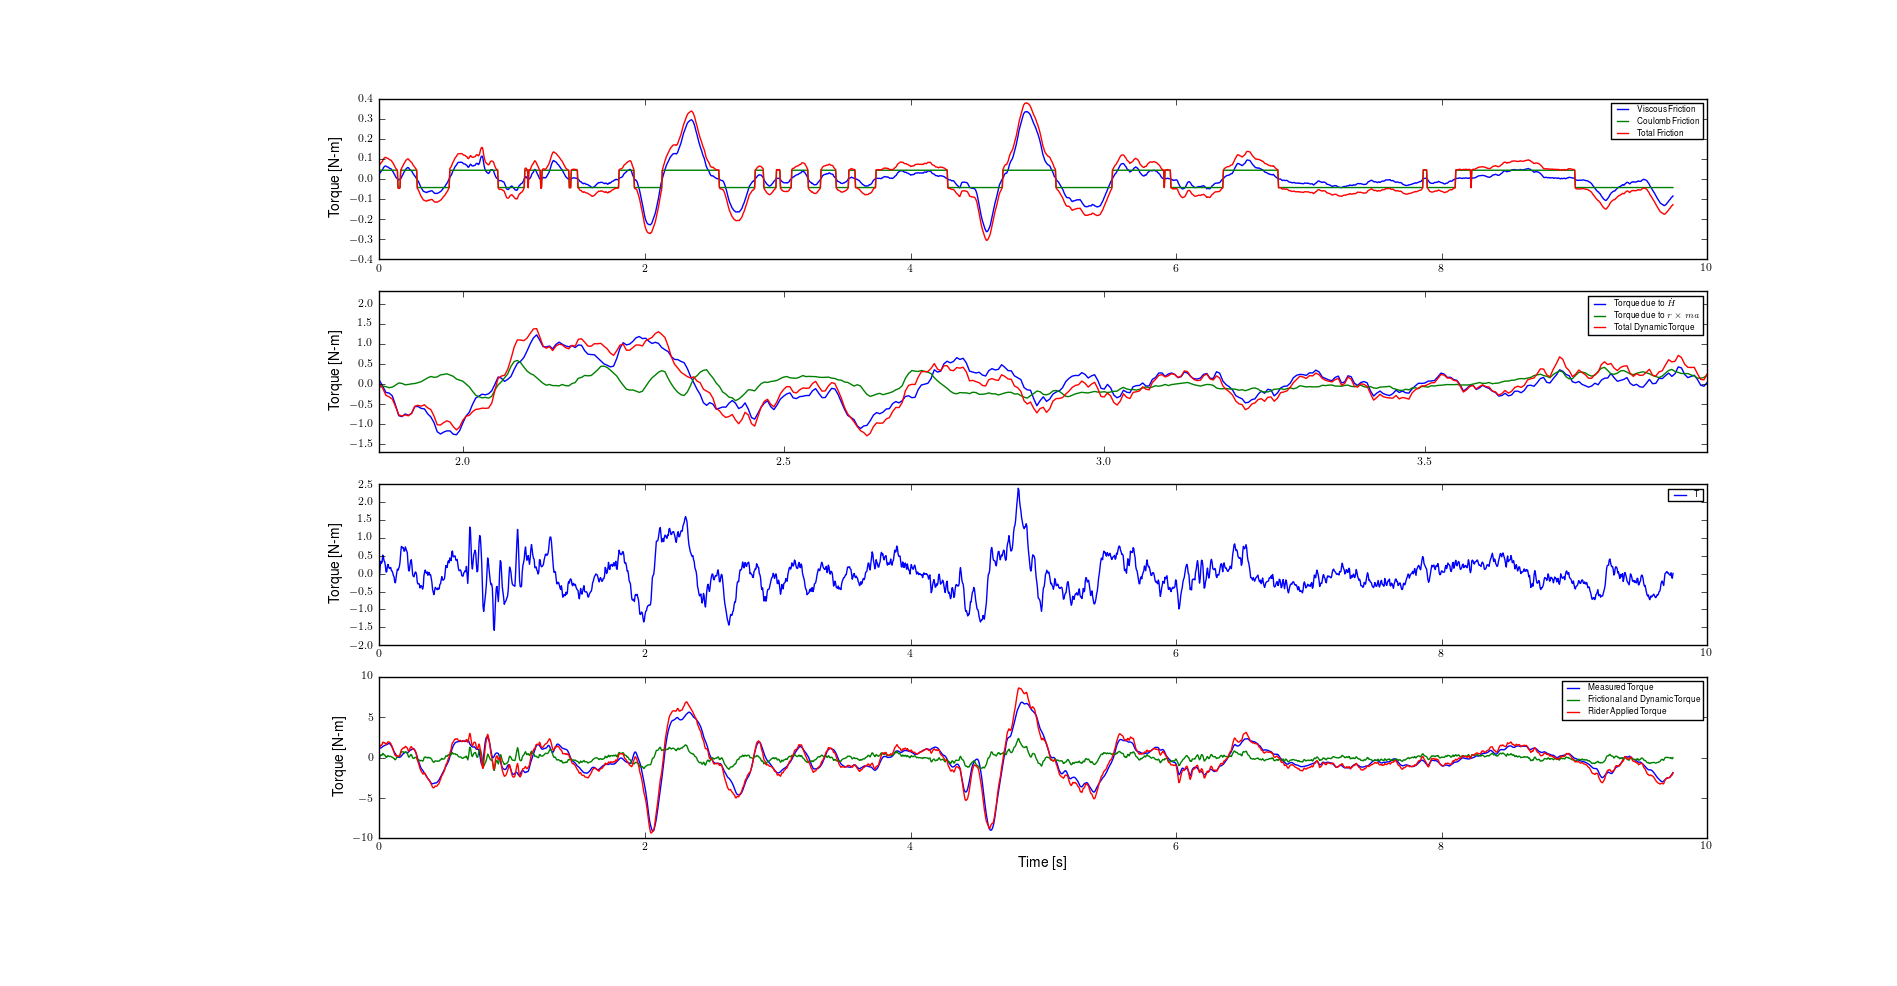 0.4
0.3
0.2
0.1
0.0
−0.1
−0.2
−0.3
−0.4
Torque [N-m]
Viscous Friction
Coulomb Friction
Total Friction
0 2 4 6 8 10
2.0
1.5
1.0
0.5
0.0
−0.5
−1.0
−1.5
Torque [N-m]
Torque due to Ḣ
Torque due to r × ma
Total Dynamic Torque
2.0 2.5 3.0 3.5
2.5
2.0
1.5
1.0
0.5
0.0
−0.5
−1.0
−1.5
−2.0
Torque [N-m]
T
0 2 4 6 8 10
10
5
0
−5
−10
Torque [N-m]
Measured Torque
Frictional and Dynamic Torque
Rider Applied Torque
0 2 4 6 8 10
Time [s]